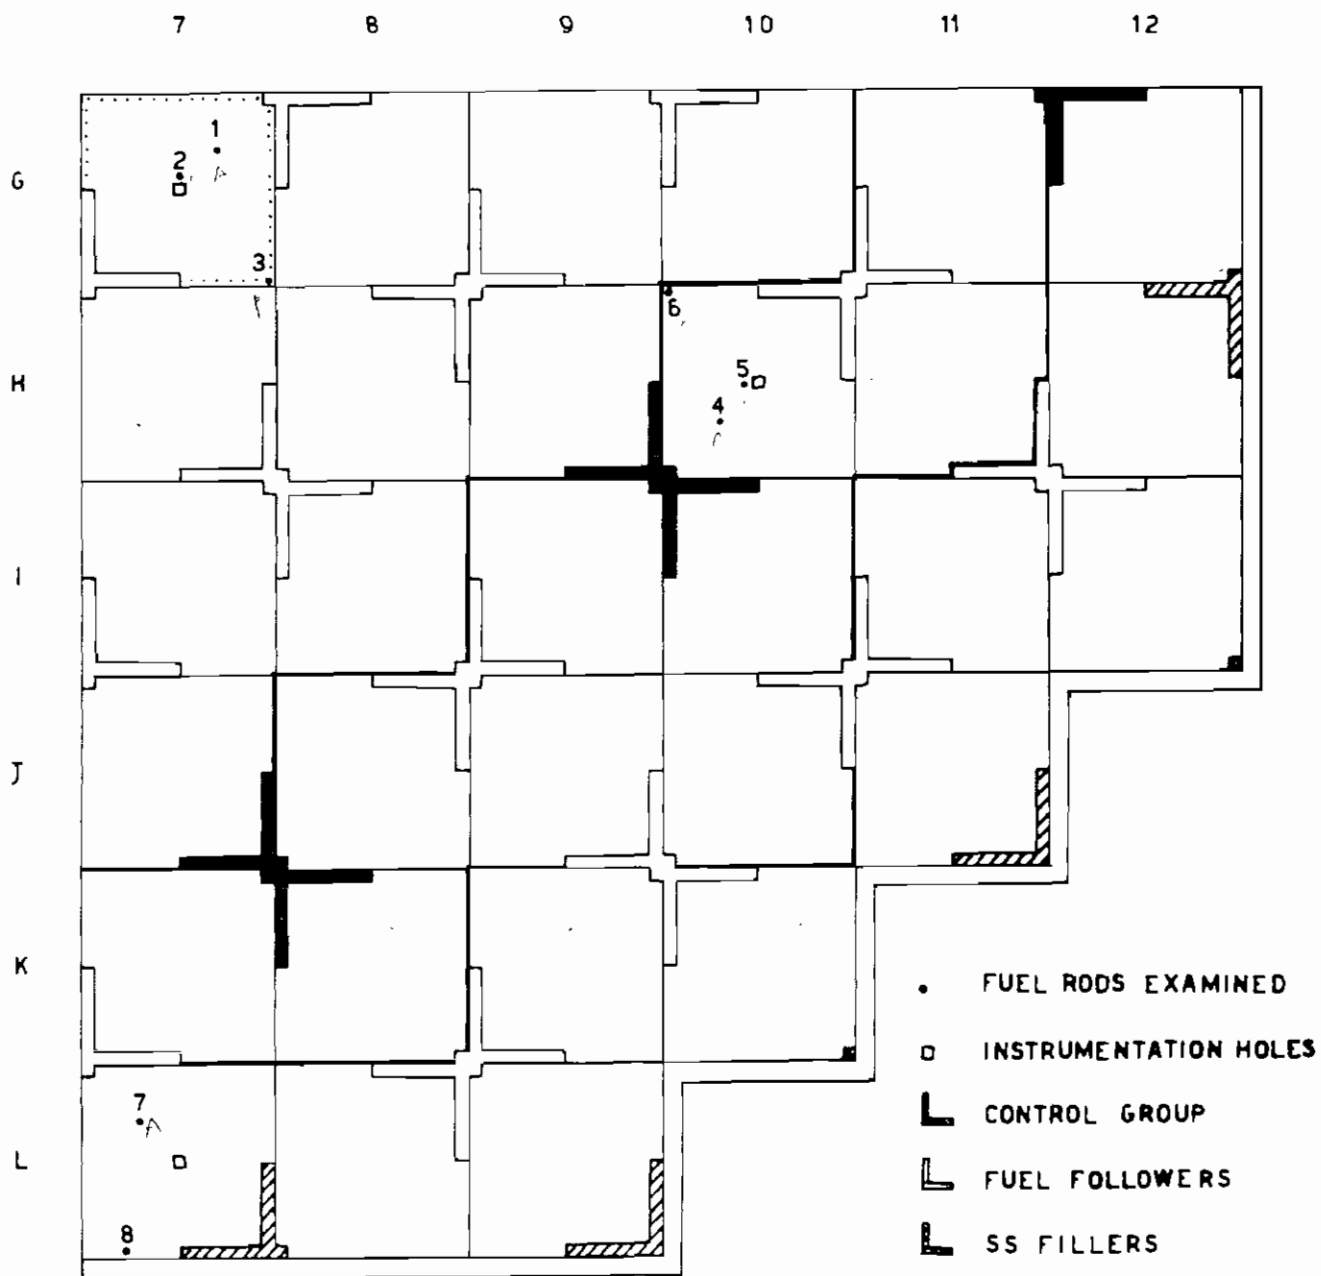 7 8 9 10 11 12
G
1
2
3
6
H
5
4
I
J
K
L
7
8
FUEL RODS EXAMINED
INSTRUMENTATION HOLES
CONTROL GROUP
FUEL FOLLOWERS
SS FILLERS